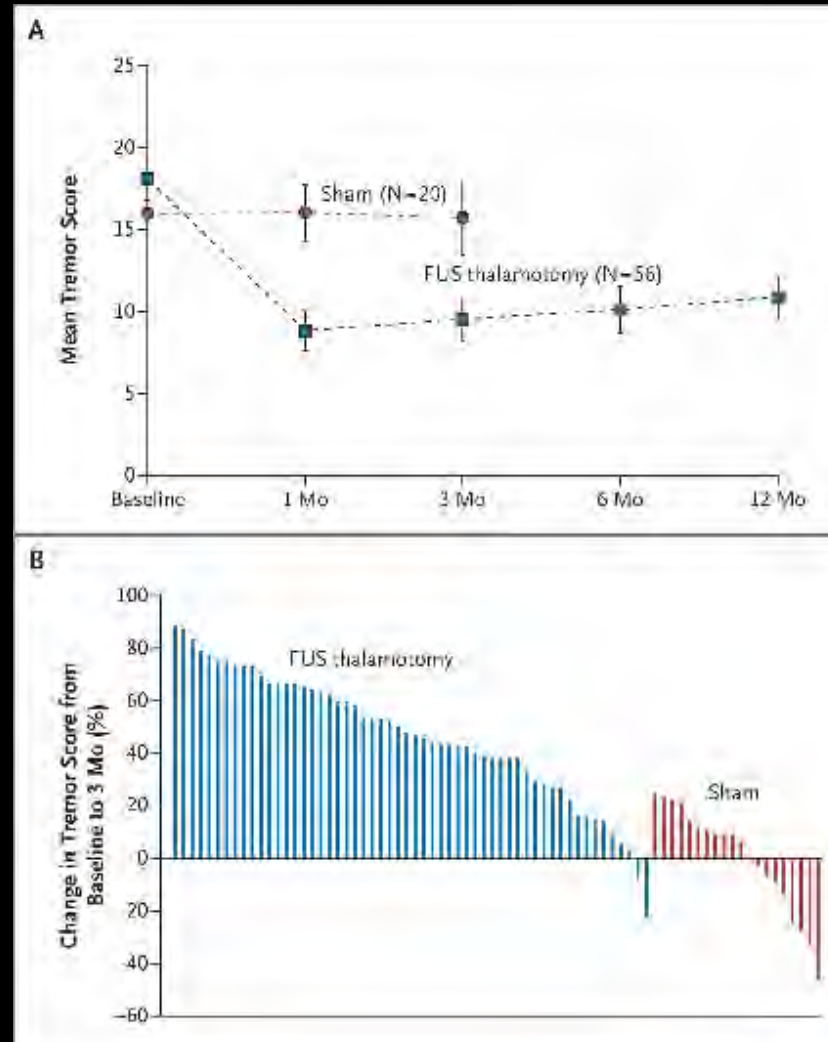 A
25
20
15
10
5
0
Mean Tremor Score
Sham (N=20)
FUS thalamotomy (N=56)
Baseline
1 Mo
3 Mo
6 Mo
12 Mo
B
100
80
60
40
20
0
20
40
−60
Change in Tremor Score from
Baseline to 3 Mo (%)
FUS thalamotomy
Sham